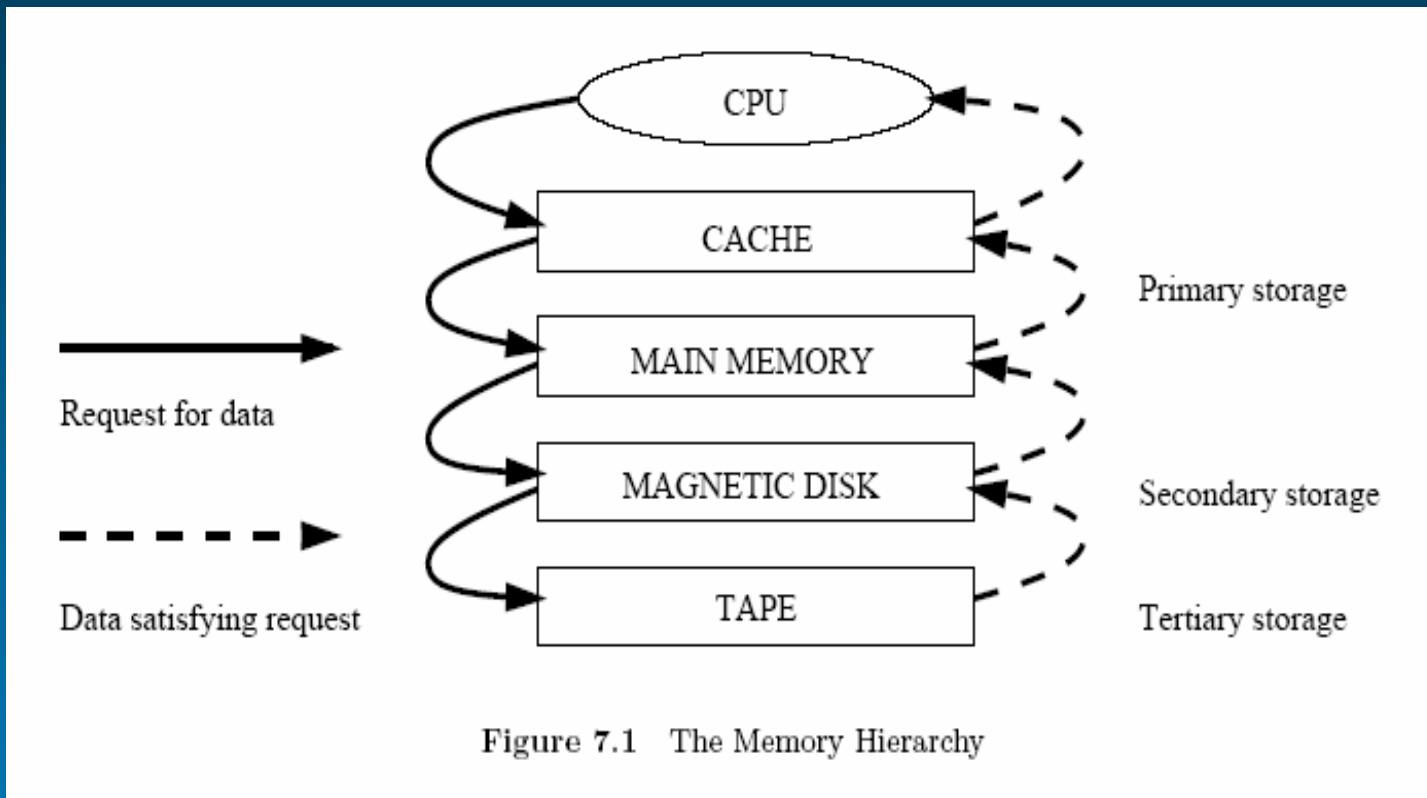 CPU
CACHE
Primary storage
MAIN MEMORY
Request for data
MAGNETIC DISK
Secondary storage
TAPE
Data satisfying request
Tertiary storage
Figure 7.1 The Memory Hierarchy